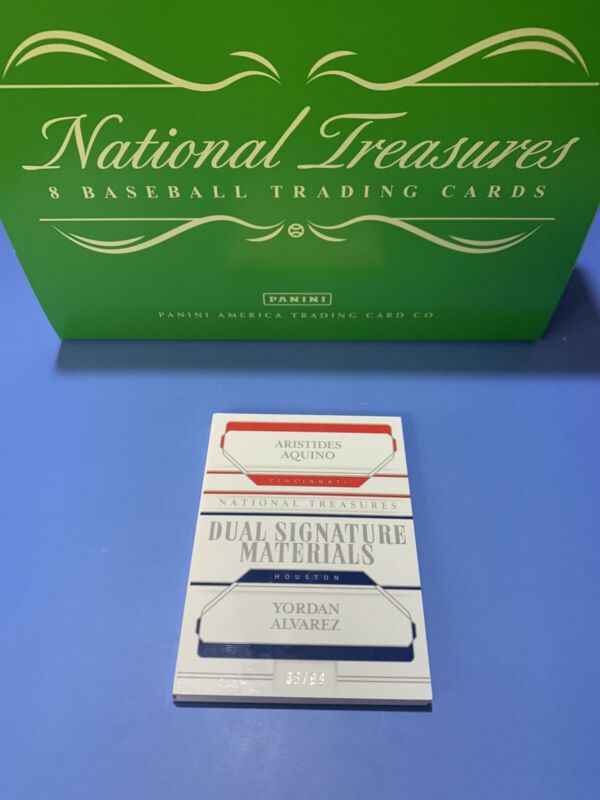 National Treasures
8 BASEBALL TRADING CARDS
PANINI
PANINI AMERICA TRADING CARD CO.
ARISTIDES
AQUINO
CINCINNATI
NATIONAL TREASURES
DUAL SIGNATURE
MATERIALS
HOUSTON
YORDAN
ALVAREZ